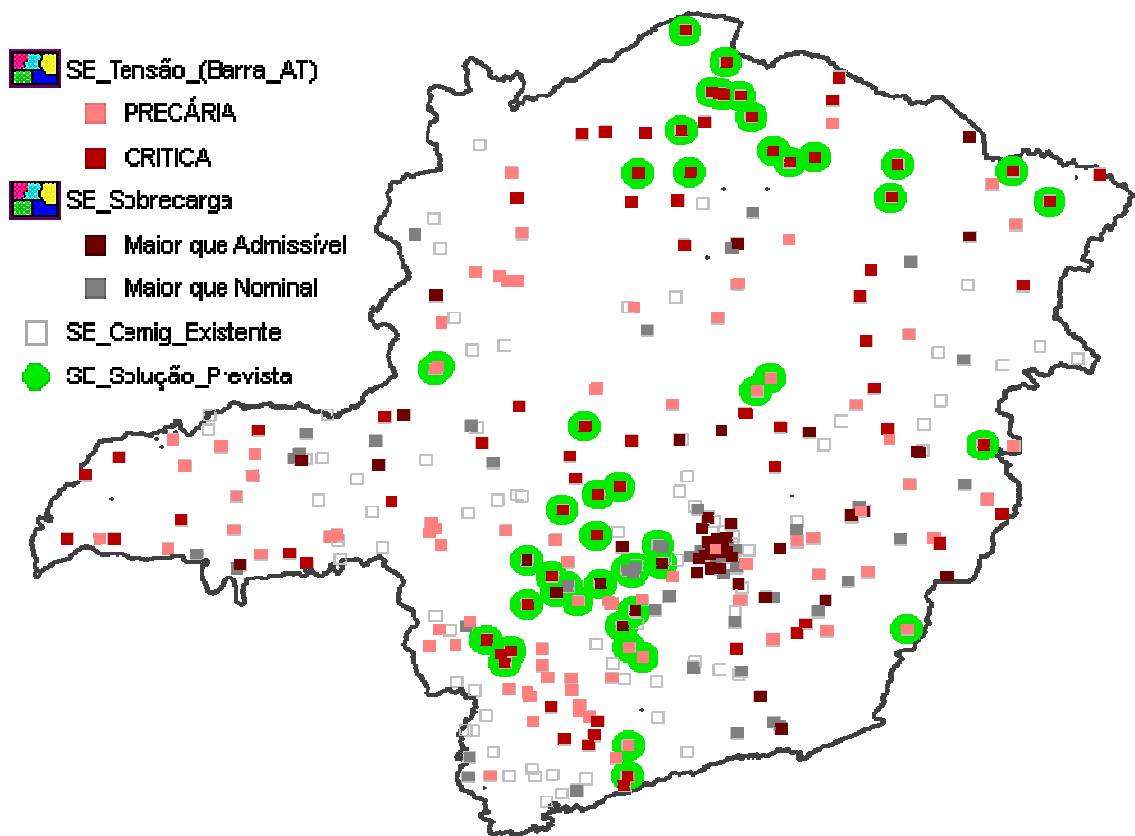 SE_Tensão_(Barra_AT)
PRECÁRIA
CRITICA
SE_Sobrecarga
Maior que Admissível
Maior que Nominal
SE_Cemig_Existente
SE_Solução_Prevista